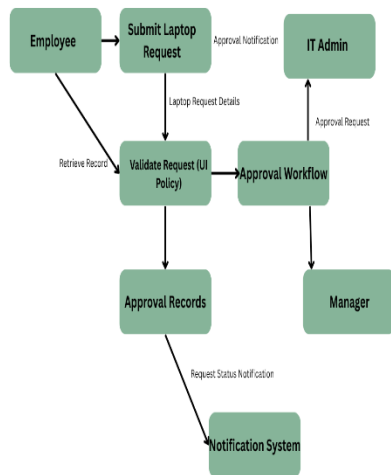 Employee
Submit Laptop
Request
Approval Notification
IT Admin
Laptop Request Details
Approval Request
Retrieve Record
Validate Request (UI
Policy)
Approval Workflow
Approval Records
Manager
Request Status Notification
Notification System